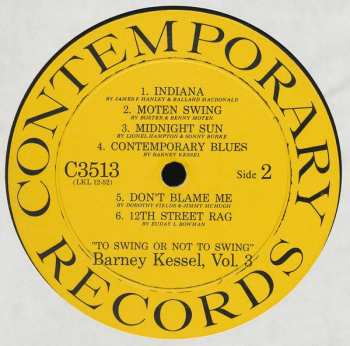 CONTEMPORARY
RECORDS
1. INDIANA
BY JAMES F. HANLEY & BALLARD MACDONALD
2. MOTEN SWING
BY BUSTER & BENNY MOTEN
3. MIDNIGHT SUN
BY LIONEL HAMPTON & SONNY BURKE
4. CONTEMPORARY BLUES
BY BARNEY KESSEL
C3513
(LKL 12-52)
Side 2
5. DON'T BLAME ME
BY DOROTHY FIELDS & JIMMY MCHUGH
6. 12TH STREET RAG
BY EUDAY L. BOWMAN
"TO SWING OR NOT TO SWING"
Barney Kessel, Vol. 3